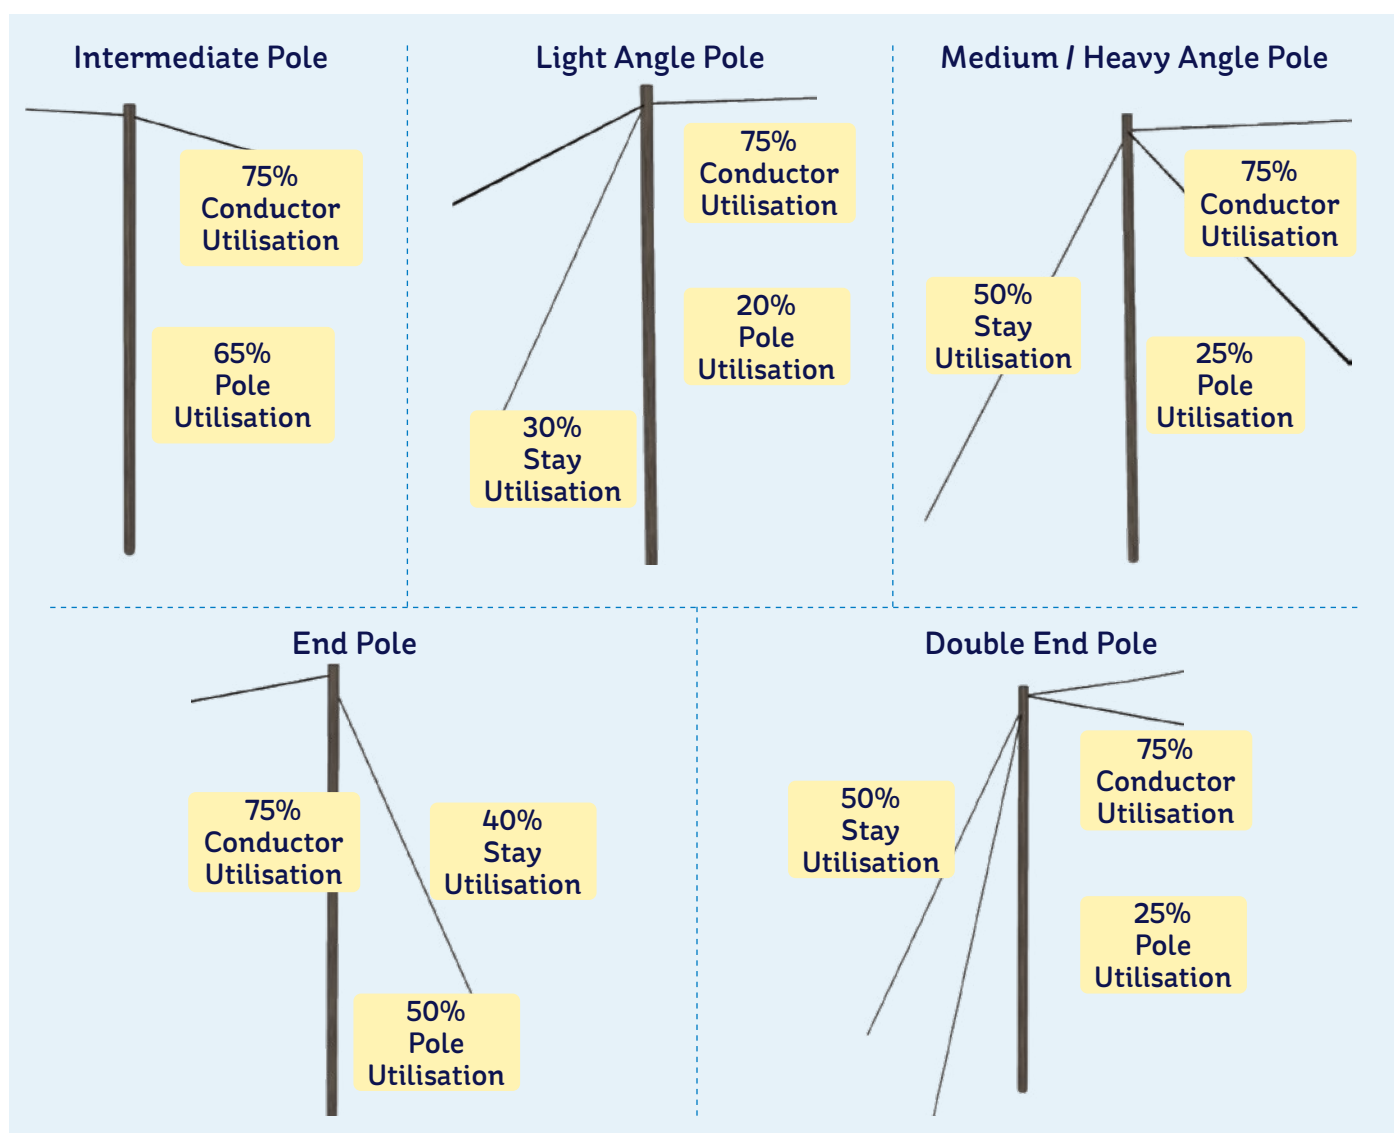 Intermediate Pole
75%
Conductor
Utilisation
65%
Pole
Utilisation
Light Angle Pole
75%
Conductor
Utilisation
20%
Pole
Utilisation
30%
Stay
Utilisation
Medium / Heavy Angle Pole
75%
Conductor
Utilisation
50%
Stay
Utilisation
25%
Pole
Utilisation
End Pole
75%
Conductor
Utilisation
40%
Stay
Utilisation
50%
Pole
Utilisation
Double End Pole
75%
Conductor
Utilisation
50%
Stay
Utilisation
25%
Pole
Utilisation